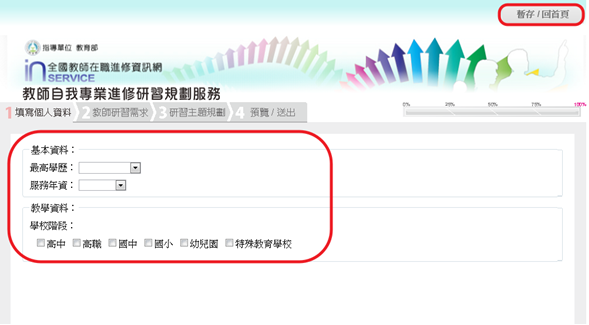 暫存 / 回首頁
指導單位 教育部
in 全國教師在職進修資訊網
SERVICE
教師自我專業進修研習規劃服務
1 填寫個人資料 2 教師研習需求 3 研習主題規劃 4 預覽 / 送出
0% 25% 50% 75% 100%
基本資料：
最高學歷：
服務年資：
教學資料：
學校階段：
高中 高職 國中 國小 幼兒園 特殊教育學校